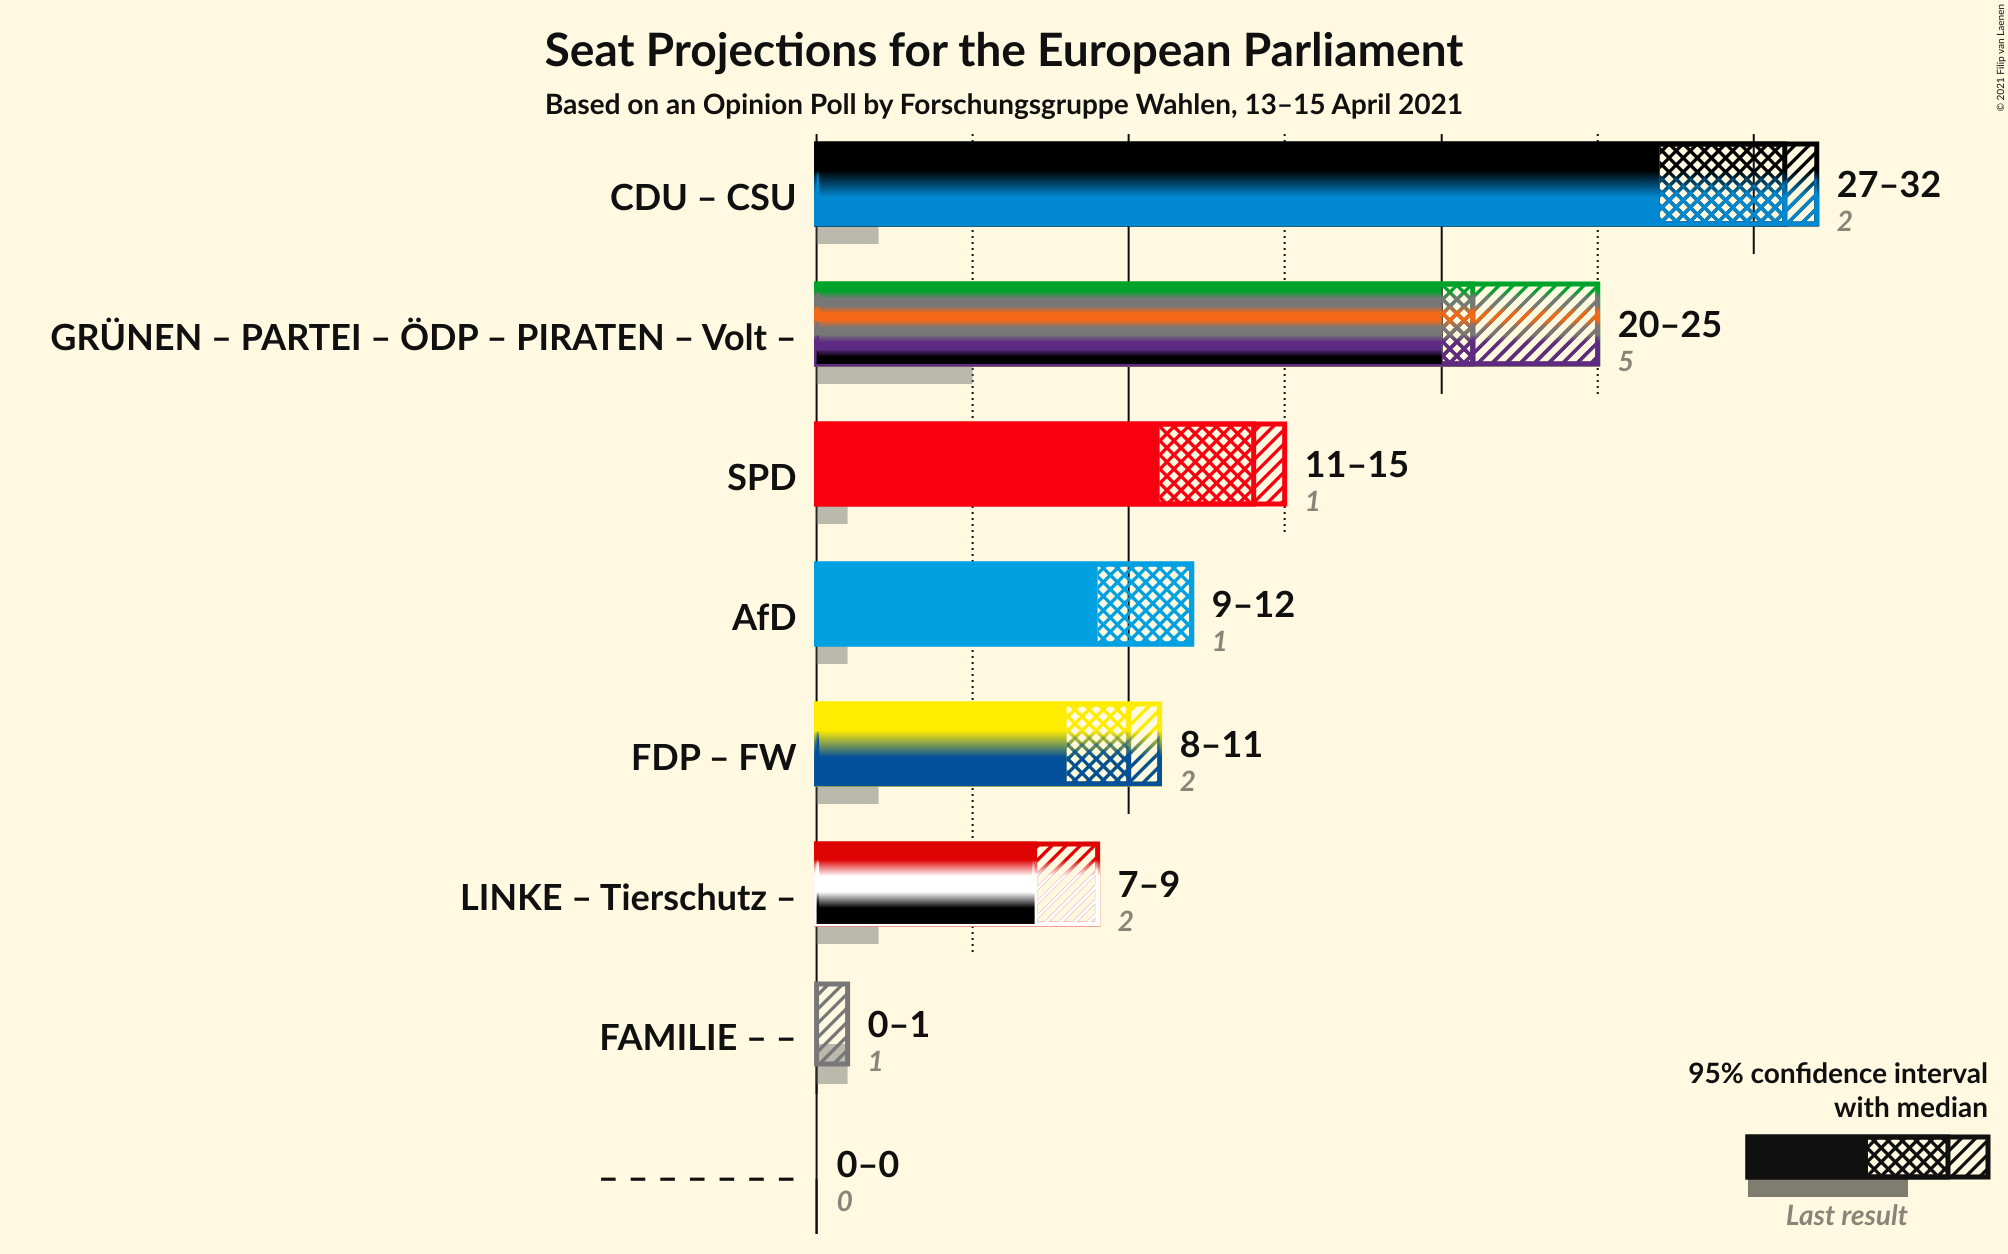 Seat Projections for the European Parliament
Based on an Opinion Poll by Forschungsgruppe Wahlen, 13–15 April 2021
© 2021 Filip van Laenen
CDU – CSU
27–32
2
GRÜNEN – PARTEI – ÖDP – PIRATEN – Volt –
20–25
5
SPD
11–15
1
AfD
9–12
1
FDP – FW
8–11
2
LINKE – Tierschutz –
7–9
2
FAMILIE – –
0–1
1
– – – – – – –
0–0
0
95% confidence interval
with median
Last result